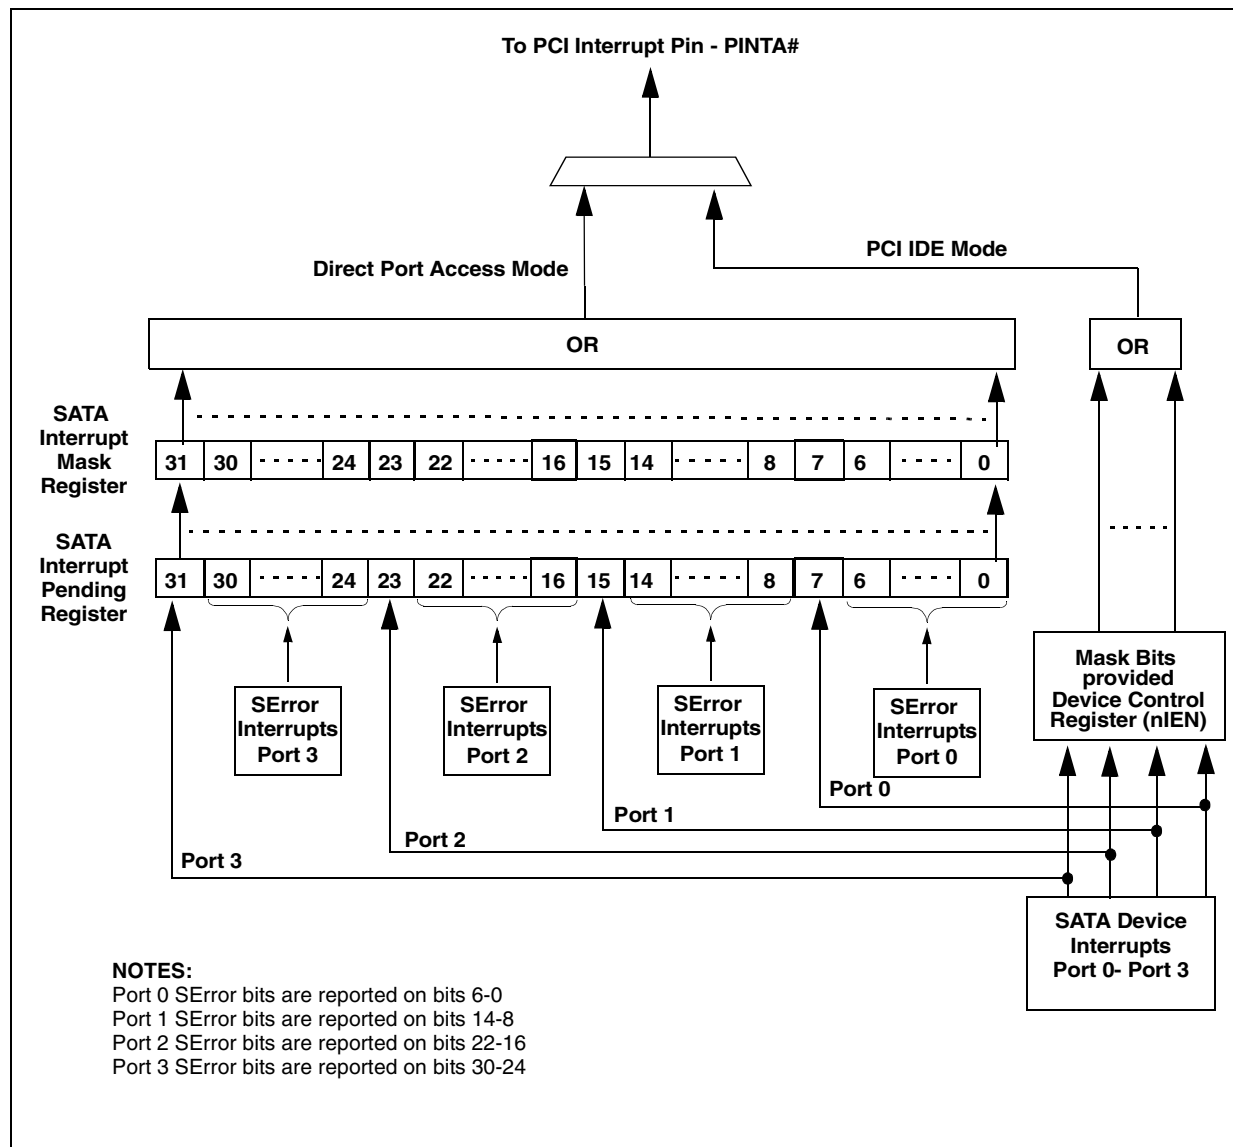 To PCI Interrupt Pin - PINTA#
PCI IDE Mode
Direct Port Access Mode
OR
OR
SATA
Interrupt
Mask
Register
31 30 24 23 22 16 15 14 8 7 6 0
SATA
Interrupt
Pending
Register
31 30 24 23 22 16 15 14 8 7 6 0
SError
Interrupts
Port 3
SError
Interrupts
Port 2
SError
Interrupts
Port 1
SError
Interrupts
Port 0
Mask Bits
provided
Device Control
Register (nIEN)
Port 0
Port 1
Port 2
Port 3
SATA Device
Interrupts
Port 0- Port 3
NOTES:
Port 0 SError bits are reported on bits 6-0
Port 1 SError bits are reported on bits 14-8
Port 2 SError bits are reported on bits 22-16
Port 3 SError bits are reported on bits 30-24